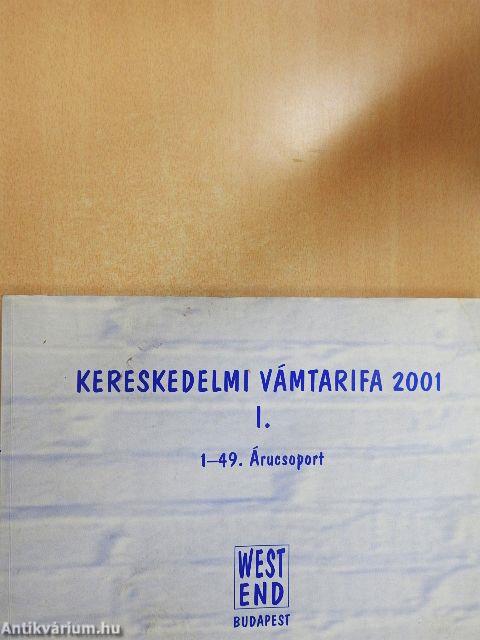 KERESKEDELMI VÁMTARIFA 2001
I.
1–49. Árucsoport
WEST
END
BUDAPEST
Antikvárium.hu